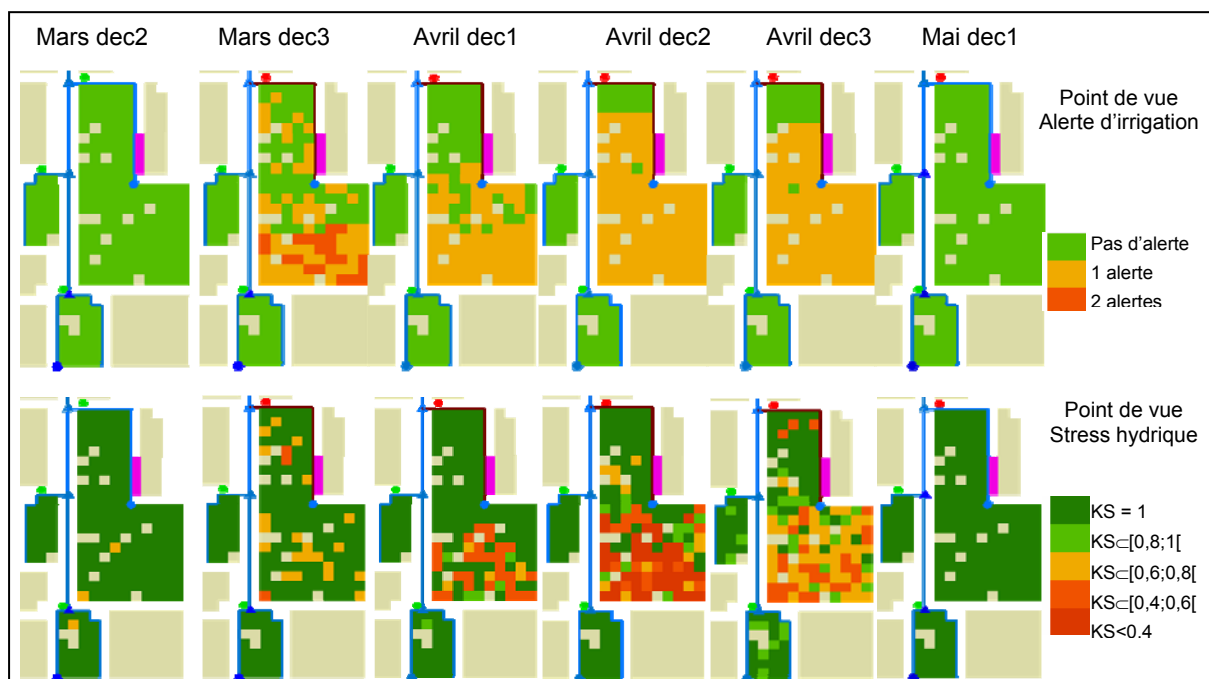 Mars dec2
Mars dec3
Avril dec1
Avril dec2
Avril dec3
Mai dec1
Point de vue
Alerte d'irrigation
Pas d'alerte
1 alerte
2 alertes
Point de vue
Stress hydrique
KS = 1
KS⊂[0,8;1[
KS⊂[0,6;0,8[
KS⊂[0,4;0,6[
KS<0.4